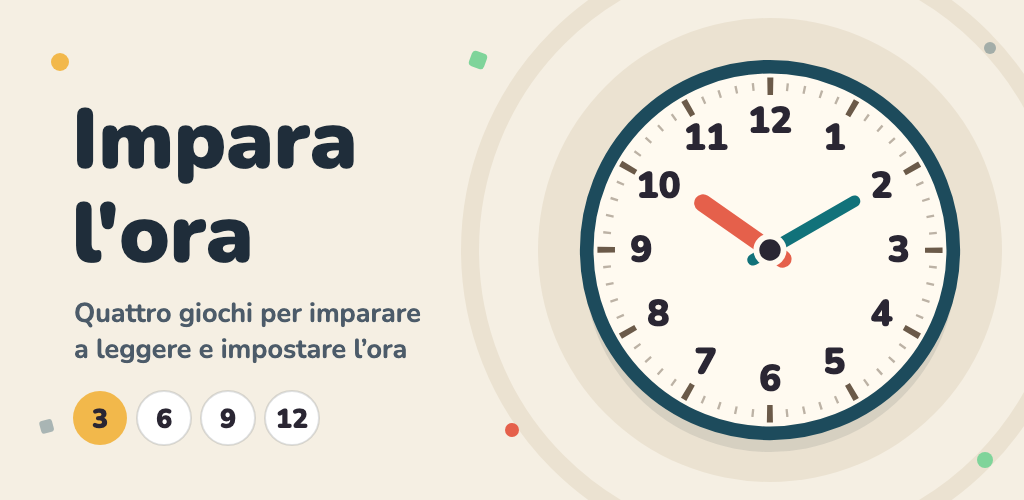 Impara
l'ora
Quattro giochi per imparare
a leggere e impostare l’ora
3 6 9 12
12
11 1
10 2
9 3
8 4
7 5
6